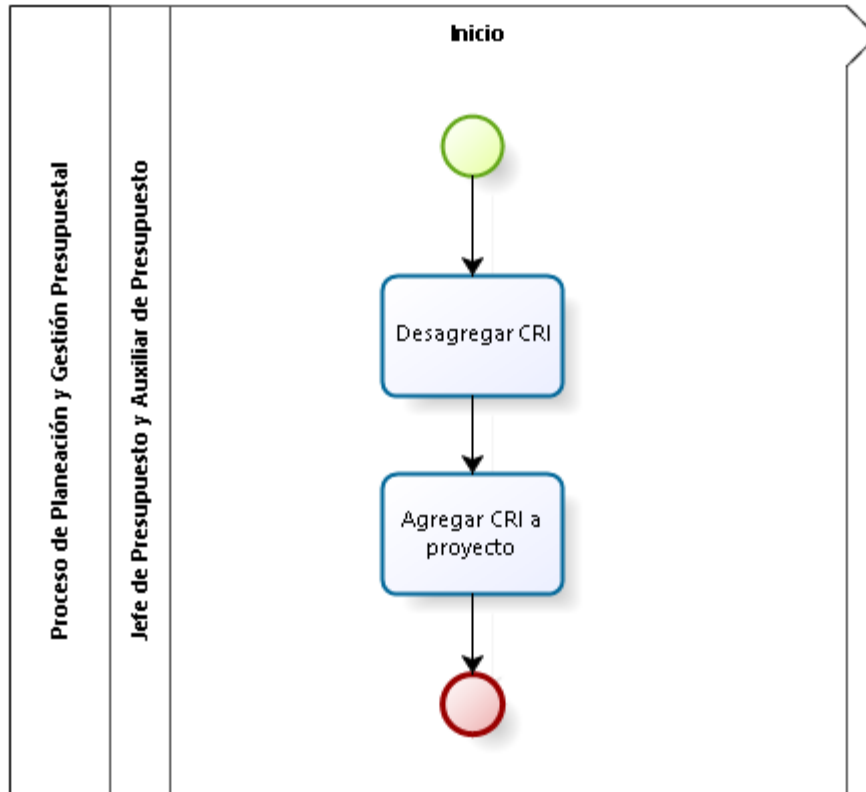 Proceso de Planeación y Gestión Presupuestal
Jefe de Presupuesto y Auxiliar de Presupuesto
Inicio
Desagregar CRI
Agregar CRI a
proyecto